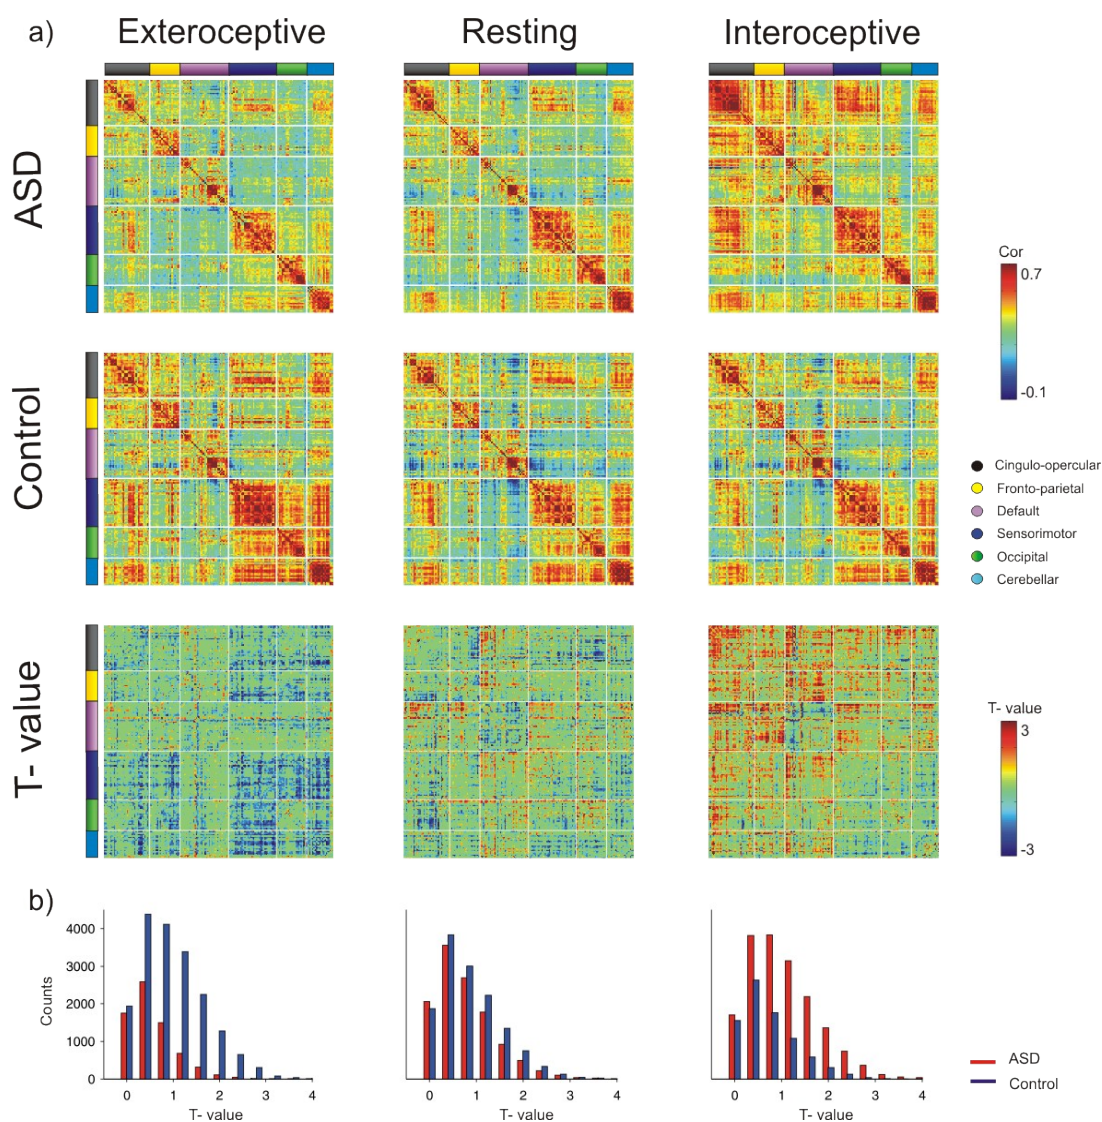 a)
Exteroceptive
Resting
Interoceptive
ASD
Cor
0.7
-0.1
Control
Cingulo-opercular
Fronto-parietal
Default
Sensorimotor
Occipital
Cerebellar
T- value
T- value
3
-3
b)
Counts
4000
3000
2000
1000
0
0 1 2 3 4
0 1 2 3 4
0 1 2 3 4
T- value
T- value
T- value
ASD
Control